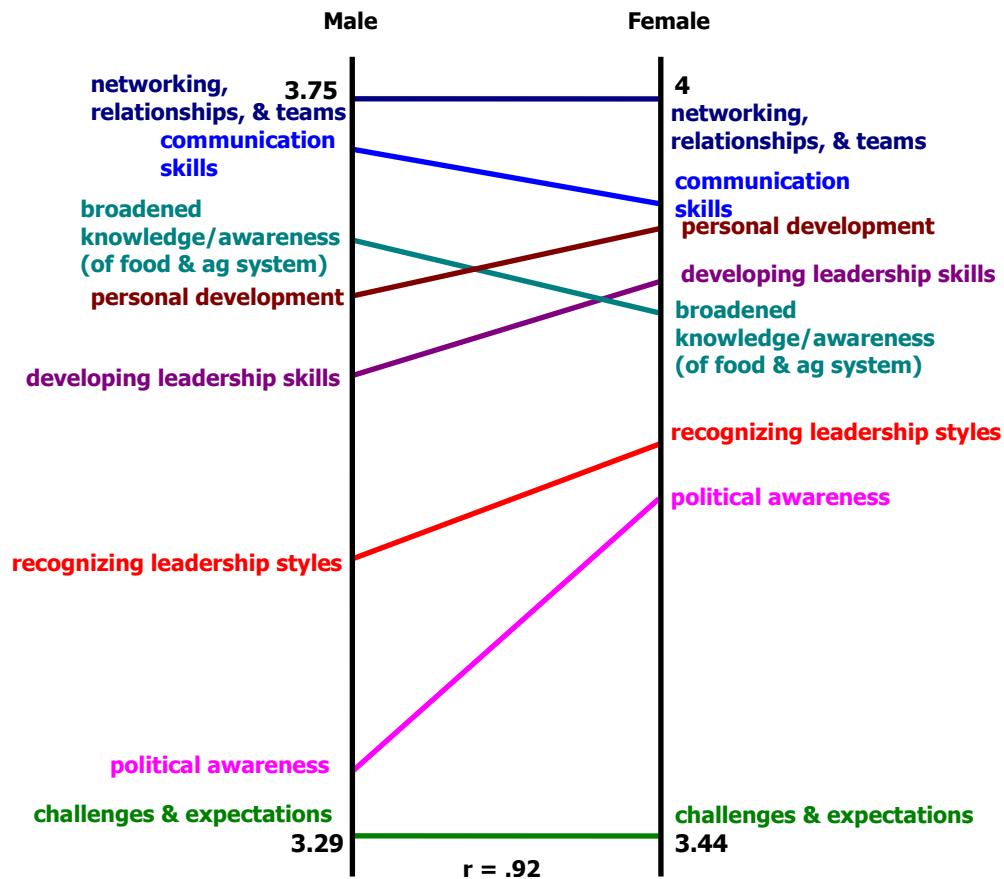 Male
Female
networking,
relationships, & teams
3.75
communication
skills
broadened
knowledge/awareness
(of food & ag system)
personal development
developing leadership skills
recognizing leadership styles
political awareness
challenges & expectations
3.29
4
networking,
relationships, & teams
communication
skills
personal development
developing leadership skills
broadened
knowledge/awareness
(of food & ag system)
recognizing leadership styles
political awareness
challenges & expectations
3.44
r = .92